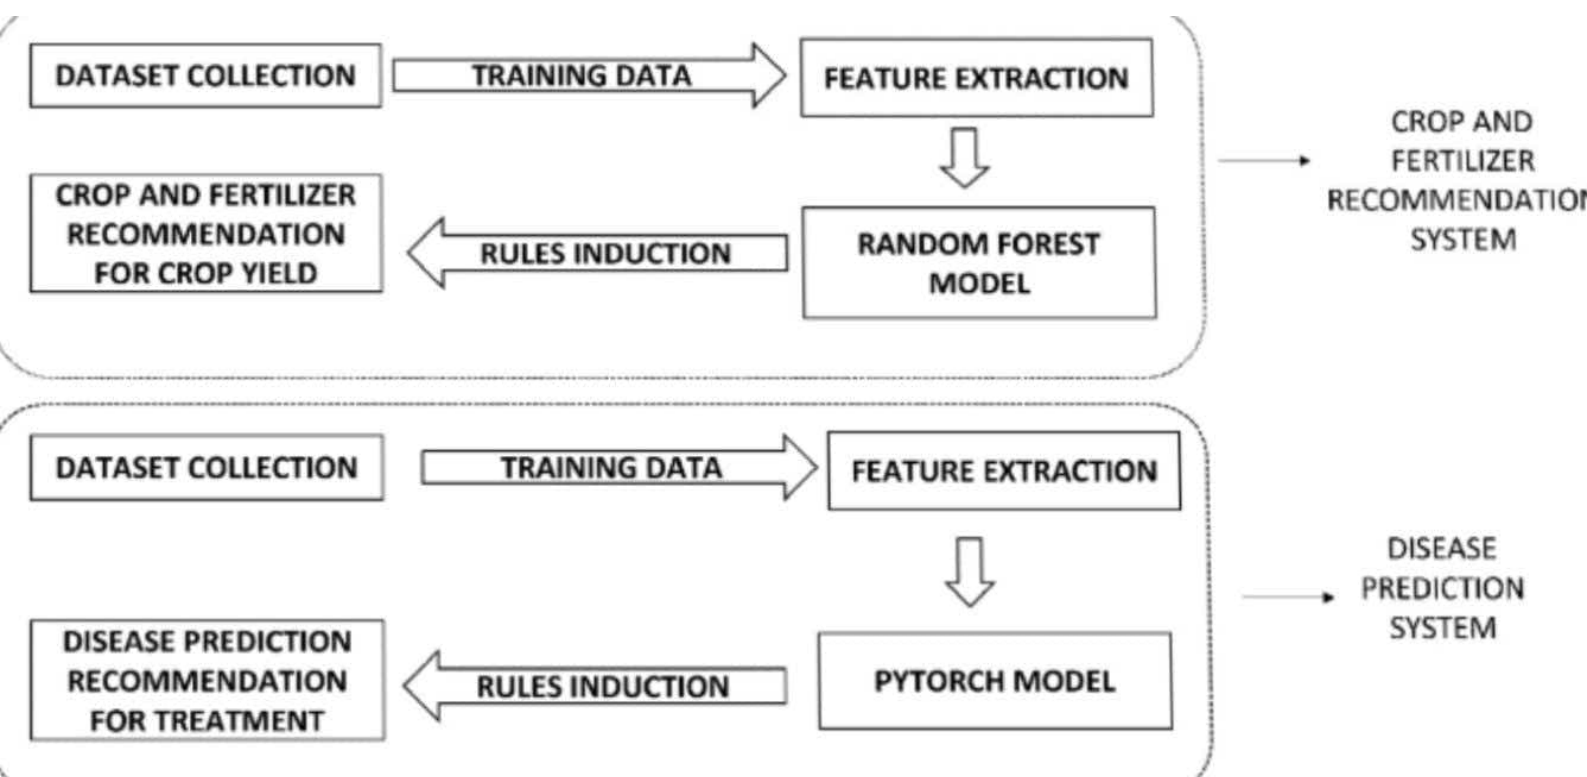 DATASET COLLECTION
TRAINING DATA
FEATURE EXTRACTION
CROP AND FERTILIZER
RECOMMENDATION
FOR CROP YIELD
RULES INDUCTION
RANDOM FOREST
MODEL
CROP AND
FERTILIZER
RECOMMENDATION
SYSTEM
DATASET COLLECTION
TRAINING DATA
FEATURE EXTRACTION
DISEASE PREDICTION
RECOMMENDATION
FOR TREATMENT
RULES INDUCTION
PYTORCH MODEL
DISEASE
PREDICTION
SYSTEM